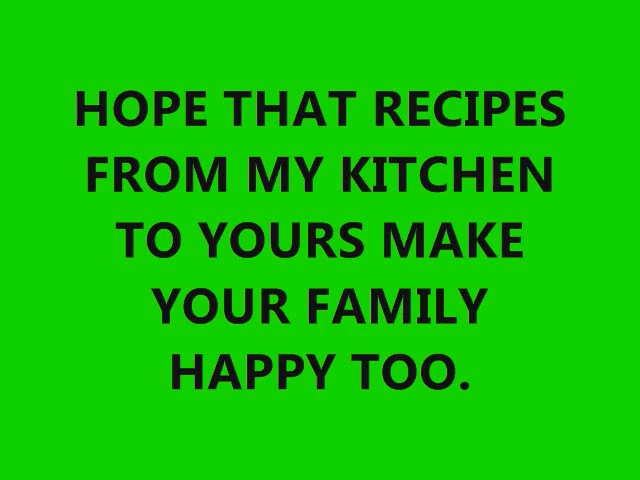 HOPE THAT RECIPES
FROM MY KITCHEN
TO YOURS MAKE
YOUR FAMILY
HAPPY TOO.